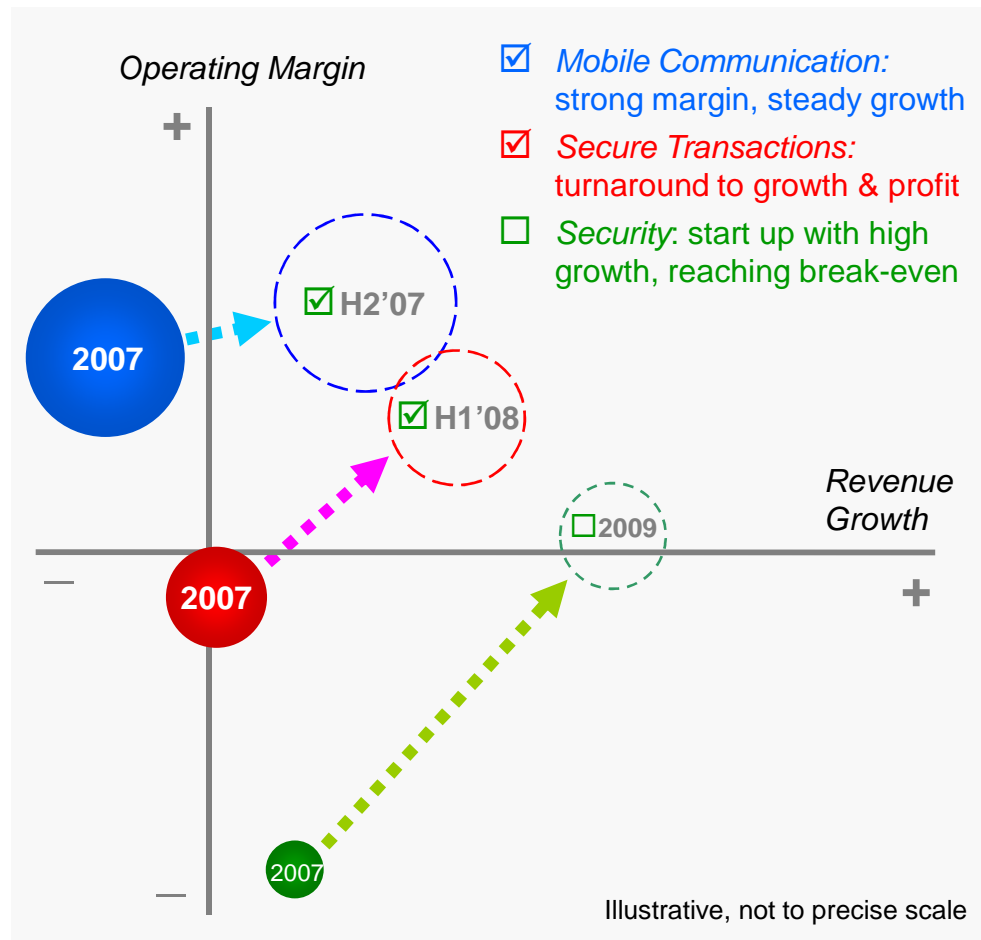 Operating Margin
+
☑ Mobile Communication:
strong margin, steady growth
☑ Secure Transactions:
turnaround to growth & profit
☐ Security: start up with high
growth, reaching break-even
☑ H2’07
2007
☑ H1’08
Revenue
Growth
☐ 2009
—
+
2007
2007
—
Illustrative, not to precise scale